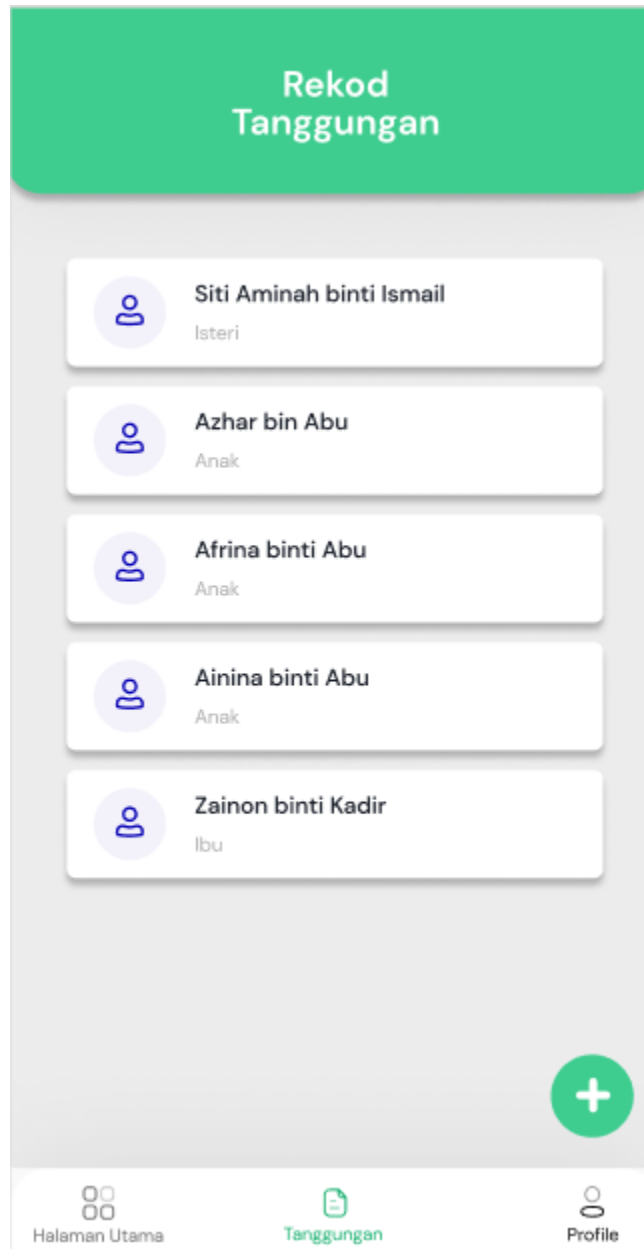 Rekod
Tanggungan
Siti Aminah binti Ismail
Isteri
Azhar bin Abu
Anak
Afrina binti Abu
Anak
Ainina binti Abu
Anak
Zainon binti Kadir
Ibu
Halaman Utama
Tanggungan
Profile